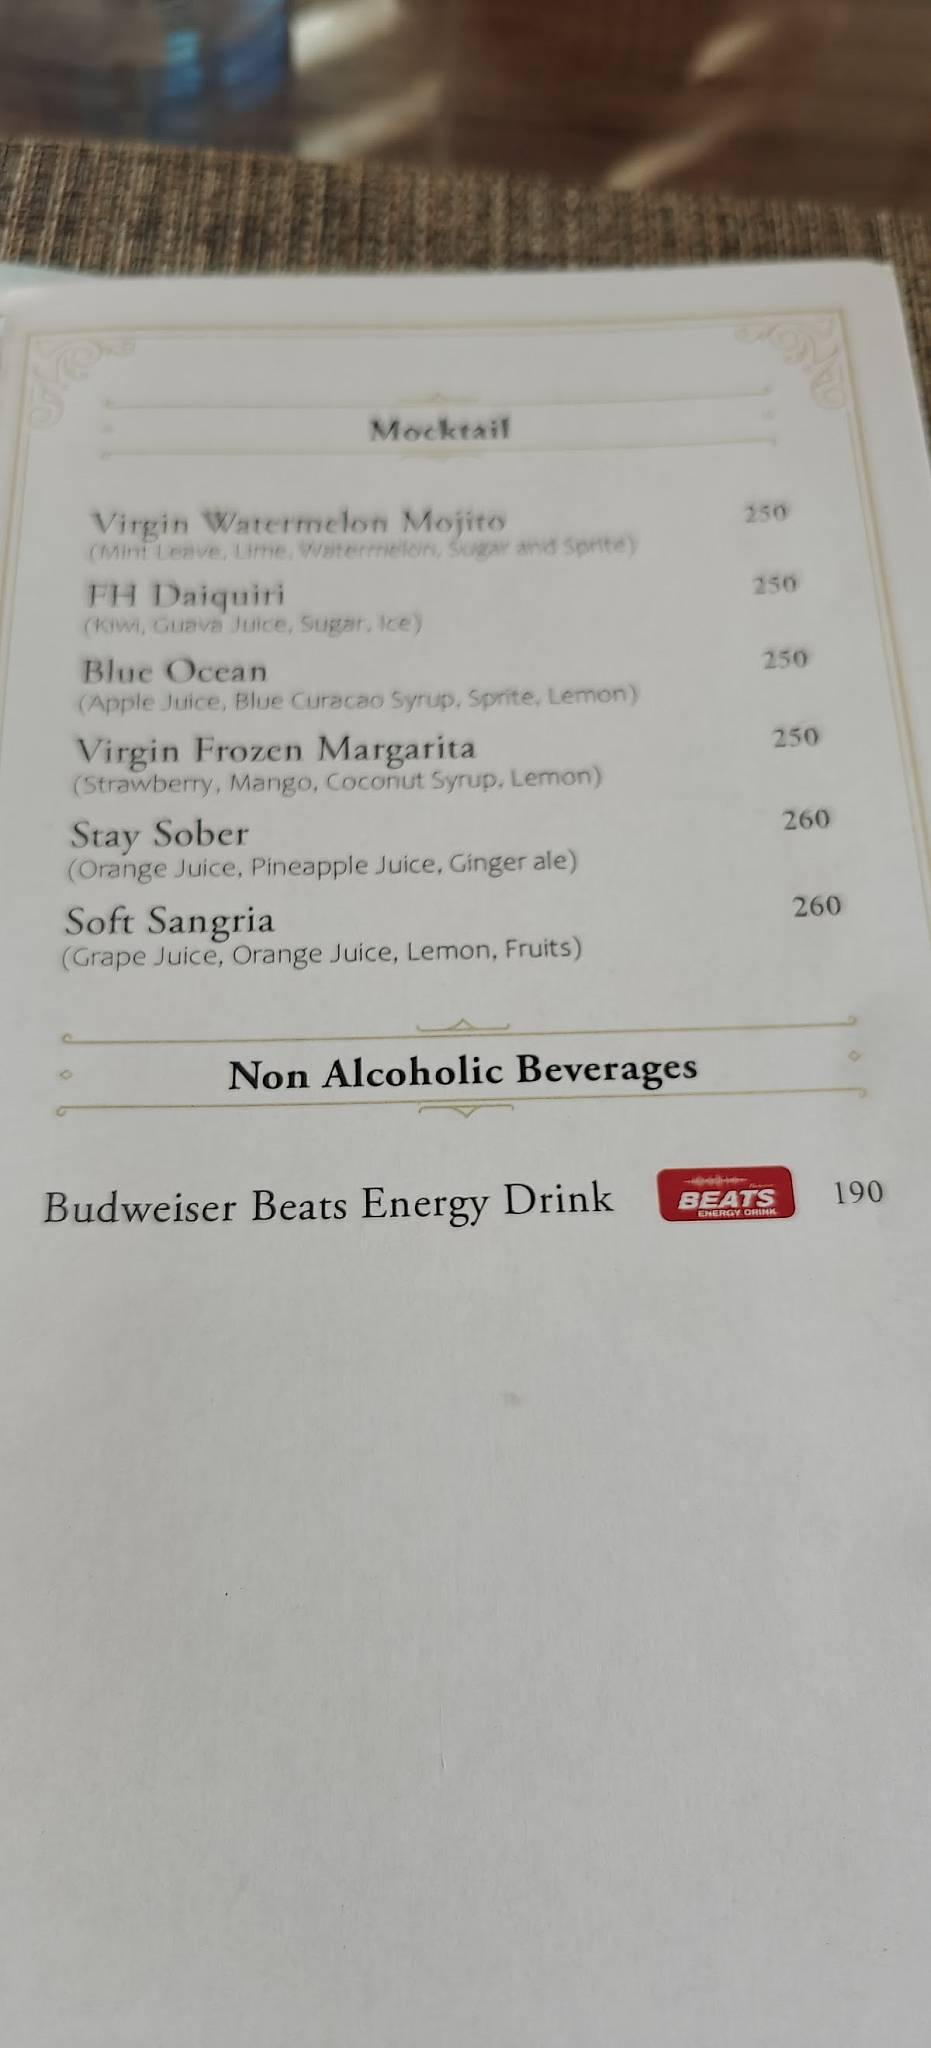 Mocktail
Virgin Watermelon Mojito 250
(Mint Leave, Lime, Watermelon, Sugar and Sprite)
FH Daiquiri 250
(Kiwi, Guava Juice, Sugar, Ice)
Blue Ocean 250
(Apple Juice, Blue Curacao Syrup, Sprite, Lemon)
Virgin Frozen Margarita 250
(Strawberry, Mango, Coconut Syrup, Lemon)
Stay Sober 260
(Orange Juice, Pineapple Juice, Ginger ale)
Soft Sangria 260
(Grape Juice, Orange Juice, Lemon, Fruits)
Non Alcoholic Beverages
Budweiser Beats Energy Drink BEATS 190
ENERGY DRINK